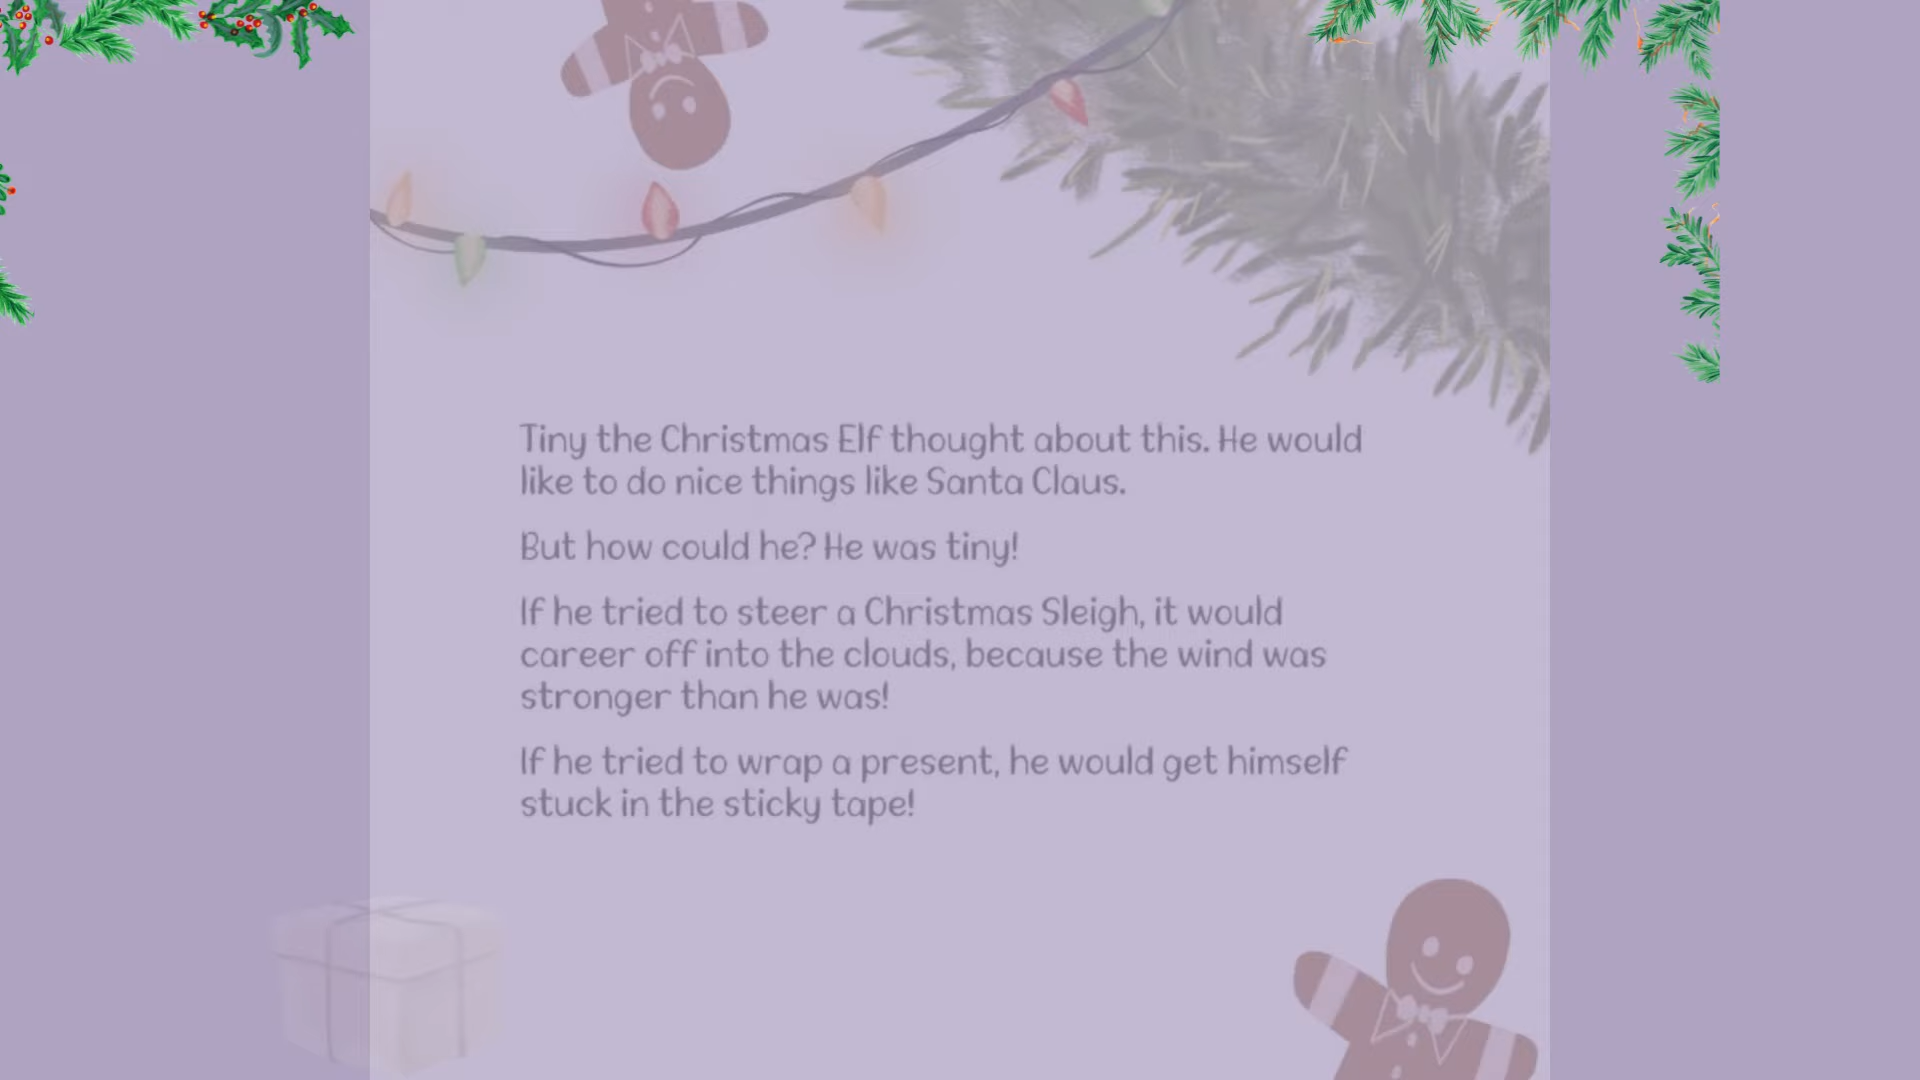 Tiny the Christmas Elf thought about this. He would
like to do nice things like Santa Claus.
But how could he? He was tiny!
If he tried to steer a Christmas Sleigh, it would
career off into the clouds, because the wind was
stronger than he was!
If he tried to wrap a present, he would get himself
stuck in the sticky tape!